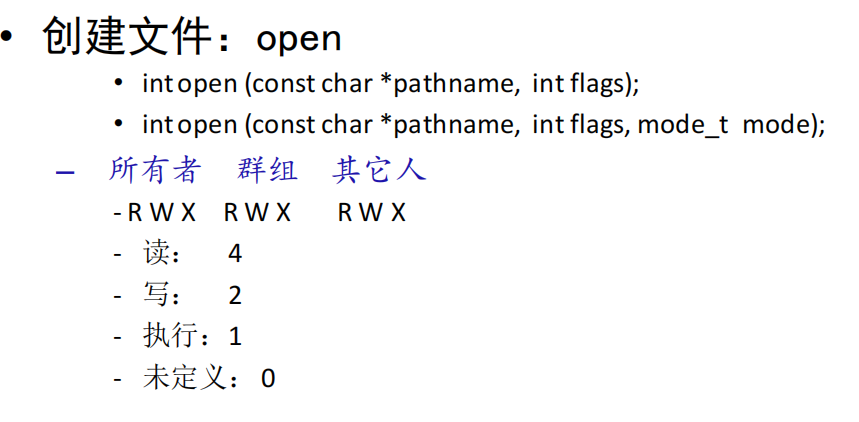 • 创建文件：open
• int open (const char *pathname, int flags);
• int open (const char *pathname, int flags, mode_t mode);
– 所有者 群组 其它人
- R W X R W X R W X
- 读： 4
- 写： 2
- 执行：1
- 未定义： 0